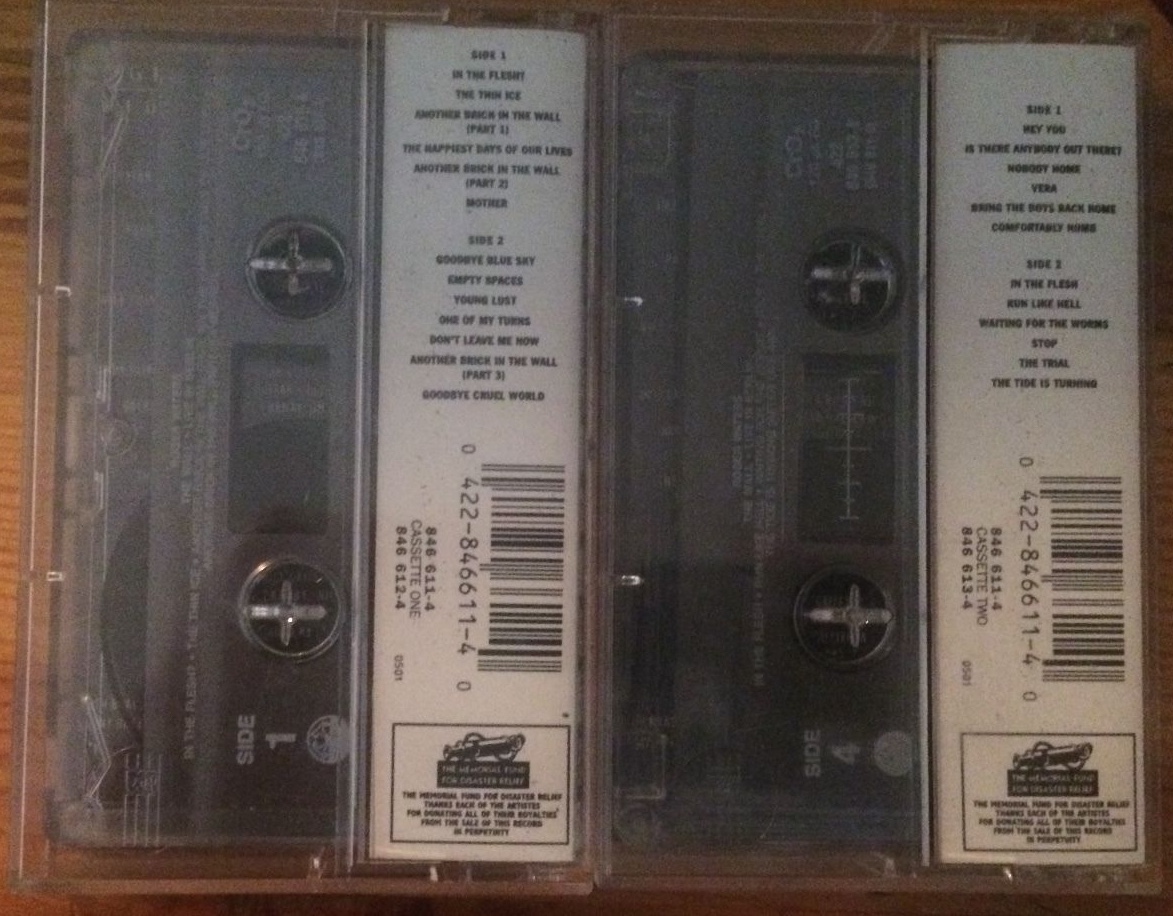 SIDE 1
IN THE FLESH?
THE THIN ICE
ANOTHER BRICK IN THE WALL
(PART 1)
THE HAPPIEST DAYS OF OUR LIVES
ANOTHER BRICK IN THE WALL
(PART 2)
MOTHER
SIDE 2
GOODBYE BLUE SKY
EMPTY SPACES
YOUNG LUST
ONE OF MY TURNS
DON'T LEAVE ME NOW
ANOTHER BRICK IN THE WALL
(PART 3)
GOODBYE CRUEL WORLD
0 422-846611-4 0
846 611-4
CASSETTE ONE
846 612-4
0501
THE MEMORIAL FUND
FOR DISASTER RELIEF
THE MEMORIAL FUND FOR DISASTER RELIEF
THANKS EACH OF THE ARTISTES
FOR DONATING ALL OF THEIR ROYALTIES
FROM THE SALE OF THIS RECORD
IN PERPETUITY
SIDE
1
SIDE 1
HEY YOU
IS THERE ANYBODY OUT THERE?
NOBODY HOME
VERA
BRING THE BOYS BACK HOME
COMFORTABLY NUMB
SIDE 2
IN THE FLESH
RUN LIKE HELL
WAITING FOR THE WORMS
STOP
THE TRIAL
THE TIDE IS TURNING
0 422-846611-4 0
846 611-4
CASSETTE TWO
846 613-4
0501
THE MEMORIAL FUND
FOR DISASTER RELIEF
THE MEMORIAL FUND FOR DISASTER RELIEF
THANKS EACH OF THE ARTISTES
FOR DONATING ALL OF THEIR ROYALTIES
FROM THE SALE OF THIS RECORD
IN PERPETUITY
SIDE
4